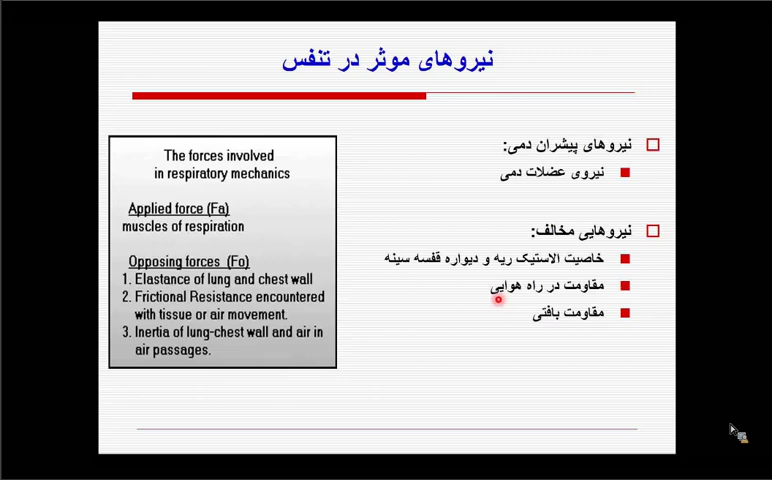 نیروهای موثر در تنفس
نیروهای پیشران دمی:
نیروی عضلات دمی
نیروهایی مخالف:
خاصیت الاستیک ریه و دیواره قفسه سینه
مقاومت در راه هوایی
مقاومت بافتی
The forces involved
in respiratory mechanics
Applied force (Fa)
muscles of respiration
Opposing forces (Fo)
1. Elastance of lung and chest wall
2. Frictional Resistance encountered
with tissue or air movement.
3. Inertia of lung-chest wall and air in
air passages.